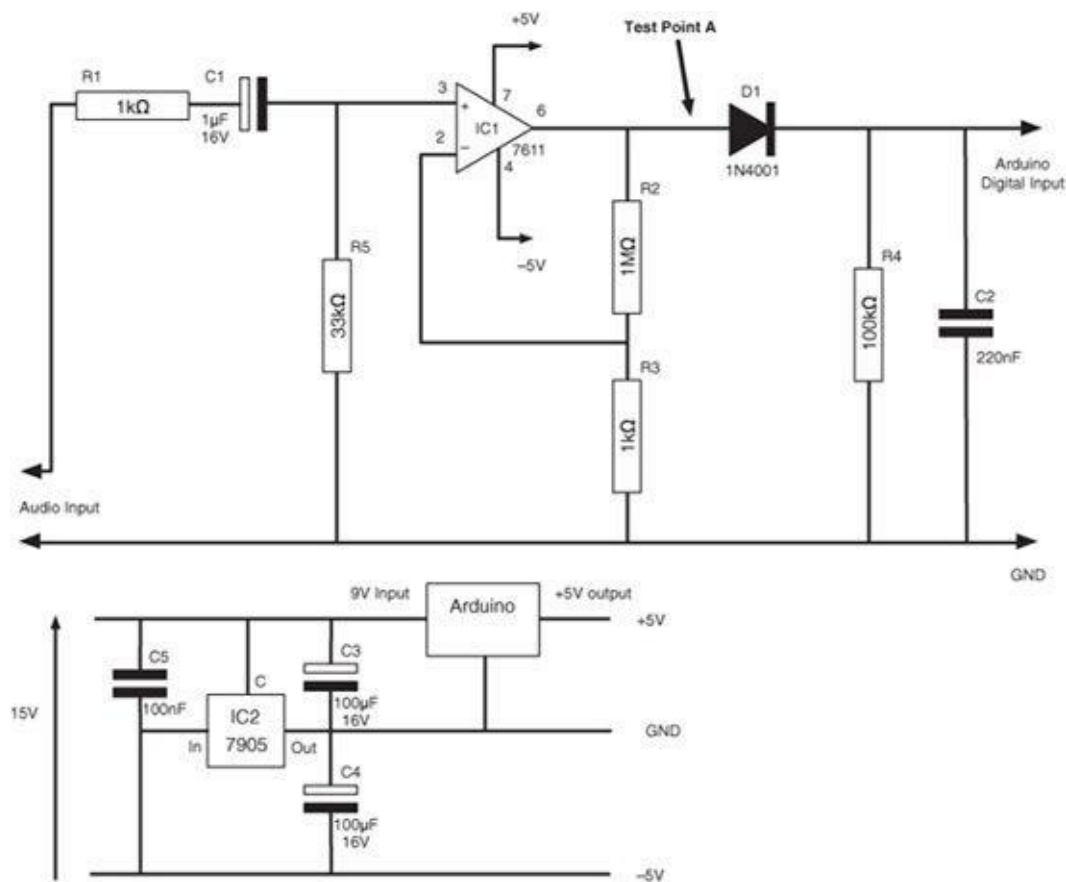 +5V
Test Point A
R1
1kΩ
C1
1µF
16V
3
+
7
6
IC1
2
–
7611
4
–5V
D1
1N4001
Arduino
Digital Input
R2
1MΩ
R5
33kΩ
R4
100kΩ
C2
220nF
R3
1kΩ
Audio Input
GND
9V Input
Arduino
+5V output
+5V
C5
100nF
C
C3
100µF
16V
15V
IC2
7905
In
Out
GND
C4
100µF
16V
–5V